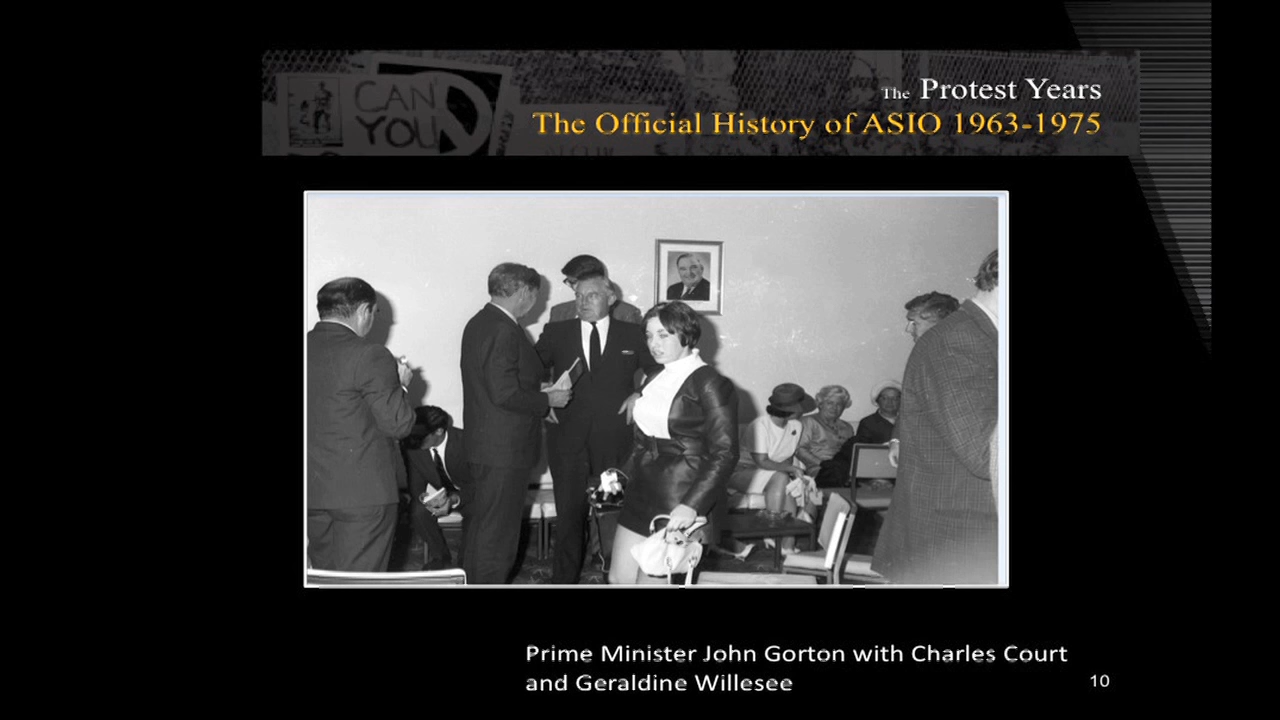 CAN
YOU
The Protest Years
The Official History of ASIO 1963-1975
Prime Minister John Gorton with Charles Court
and Geraldine Willesee
10